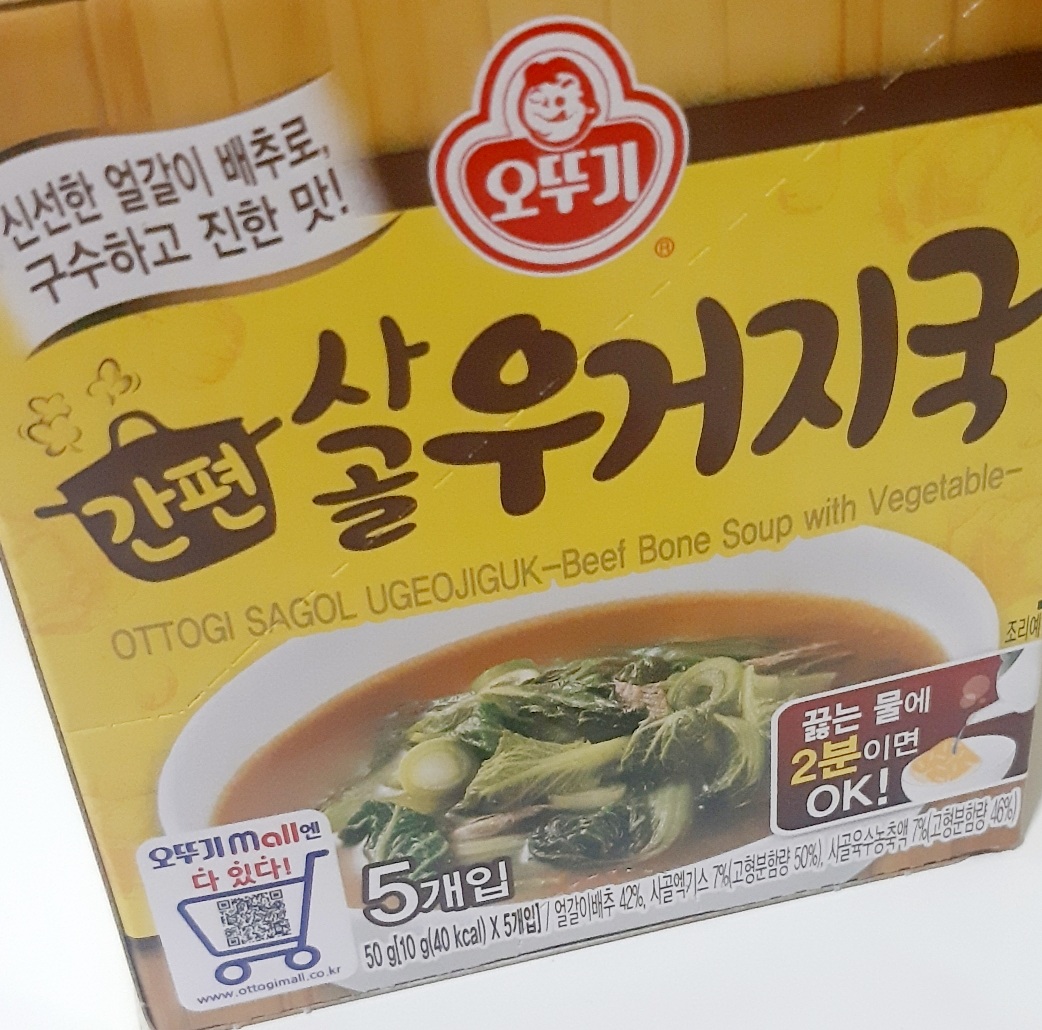 오뚜기
®
신선한 얼갈이 배추로,
구수하고 진한 맛!
간편
사골우거지국
OTTOGI SAGOL UGEOJIGUK-Beef Bone Soup with Vegetable-
조리예
끓는 물에
2분이면
OK!
오뚜기mall엔
다 있다!
www.ottogimall.co.kr
5개입
50 g[10 g(40 kcal) X 5개입] / 얼갈이배추 42%, 사골엑기스 7%(고형분함량 50%), 사골육수농축액 7%(고형분함량 46%)